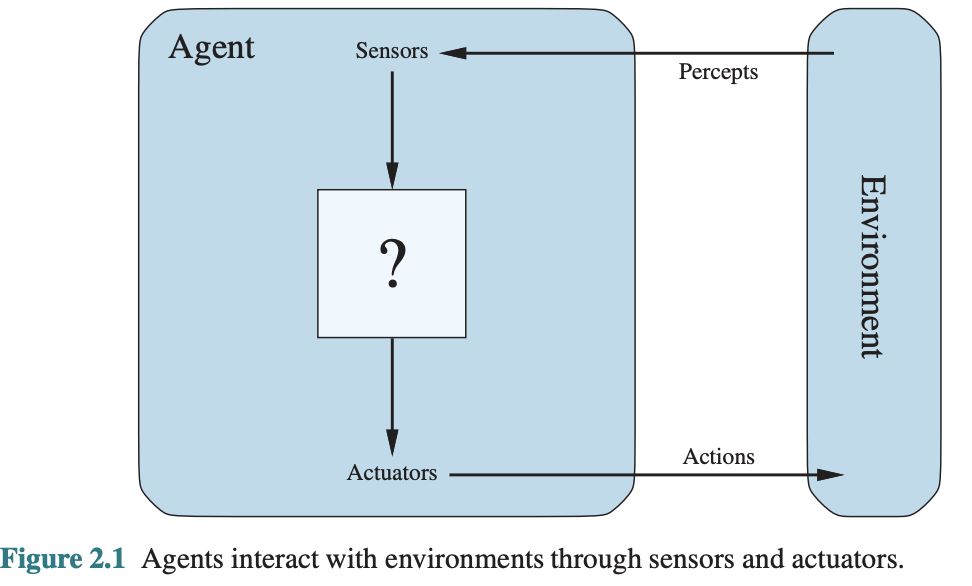 Agent
Sensors
Percepts
?
Environment
Actions
Actuators
Figure 2.1 Agents interact with environments through sensors and actuators.